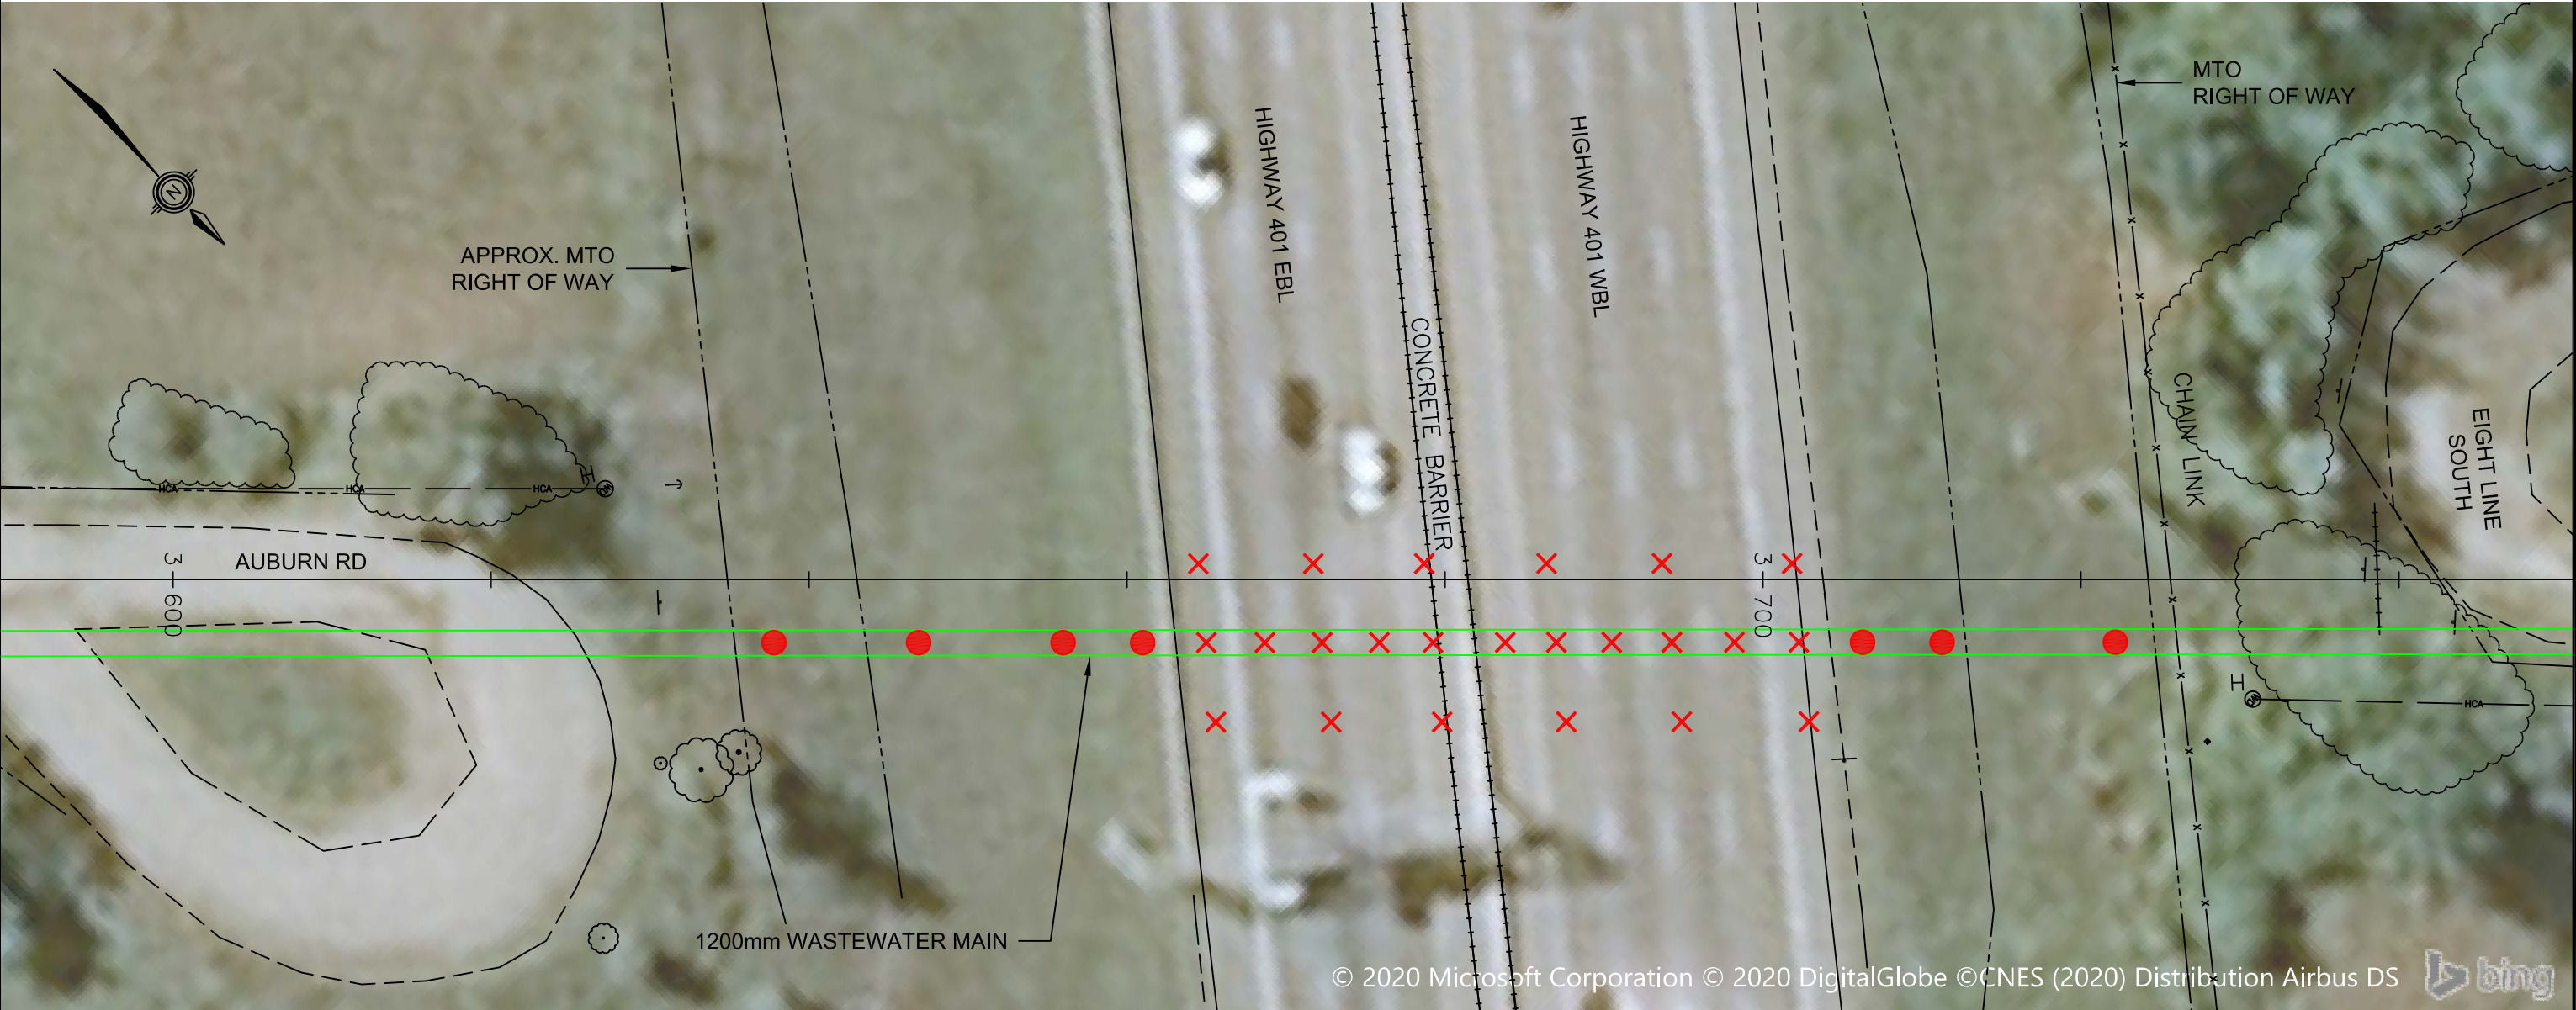 MTO
RIGHT OF WAY
HIGHWAY 401 EBL
HIGHWAY 401 WBL
APPROX. MTO
RIGHT OF WAY
CONCRETE BARRIER
CHAIN LINK
EIGHT LINE
SOUTH
HCA
HCA
HCA
H
AUBURN RD
3 600
3 700
H
HCA
1200mm WASTEWATER MAIN
© 2020 Microsoft Corporation © 2020 DigitalGlobe ©CNES (2020) Distribution Airbus DS
bing
N